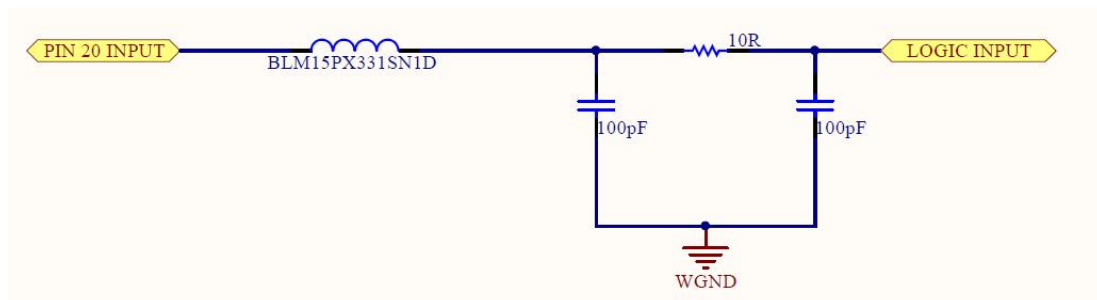 PIN 20 INPUT
BLM15PX331SN1D
10R
LOGIC INPUT
100pF
100pF
WGND